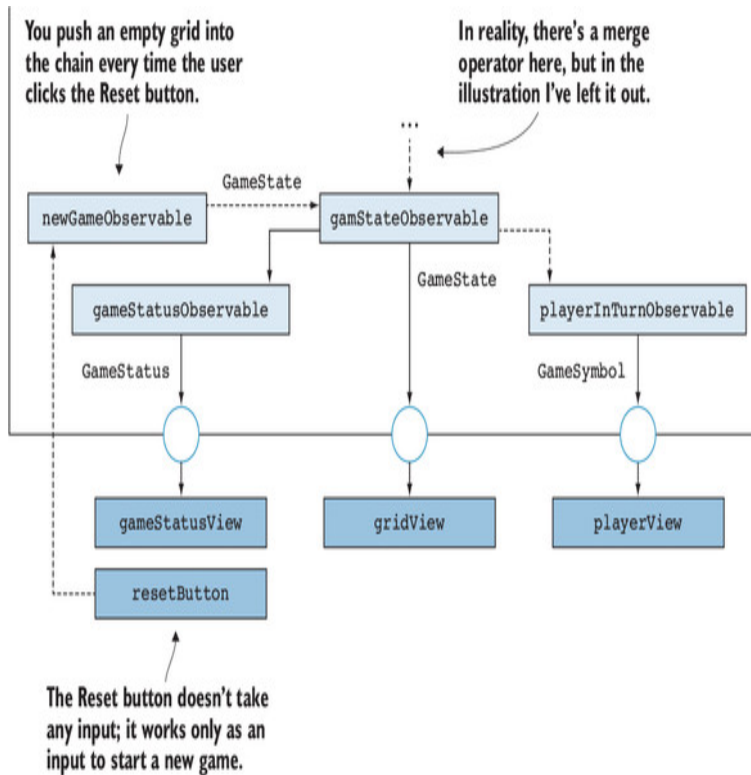 You push an empty grid into
the chain every time the user
clicks the Reset button.
In reality, there's a merge
operator here, but in the
illustration I've left it out.
...
GameState
newGameObservable
gamStateObservable
GameState
gameStatusObservable
playerInTurnObservable
GameStatus
GameSymbol
gameStatusView
gridView
playerView
resetButton
The Reset button doesn't take
any input; it works only as an
input to start a new game.